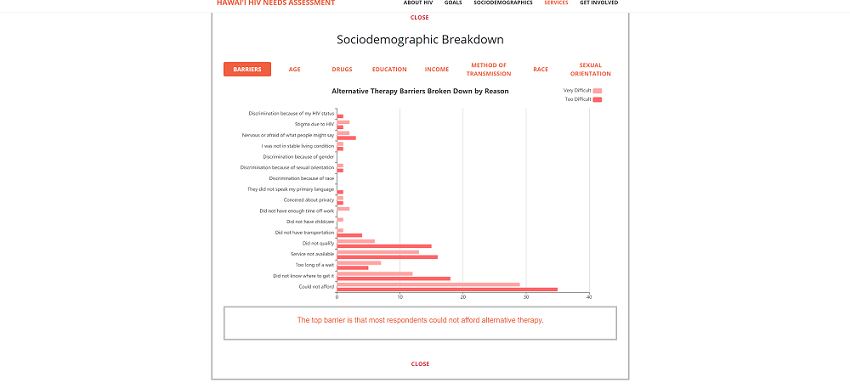 HAWAI'I HIV NEEDS ASSESSMENT
ABOUT HIV GOALS SOCIODEMOGRAPHICS SERVICES GET INVOLVED
CLOSE
Sociodemographic Breakdown
BARRIERS AGE DRUGS EDUCATION INCOME METHOD OF TRANSMISSION RACE SEXUAL ORIENTATION
Alternative Therapy Barriers Broken Down by Reason
Very Difficult
Too Difficult
Discrimination because of my HIV status
Stigma due to HIV
Nervous or afraid of what people might say
I was not in stable living condition
Discrimination because of gender
Discrimination because of sexual orientation
Discrimination because of race
They did not speak my primary language
Concered about privacy
Did not have enough time off work
Did not have childcare
Did not have transportation
Did not qualify
Service not available
Too long of a wait
Did not know where to get it
Could not afford
0 10 20 30 40
The top barrier is that most respondents could not afford alternative therapy.
CLOSE